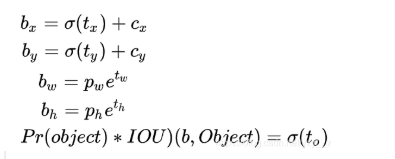 b_x = σ(t_x) + c_x
b_y = σ(t_y) + c_y
b_w = p_w e^{t_w}
b_h = p_h e^{t_h}
Pr(object) * IOU)(b, Object) = σ(t_o)